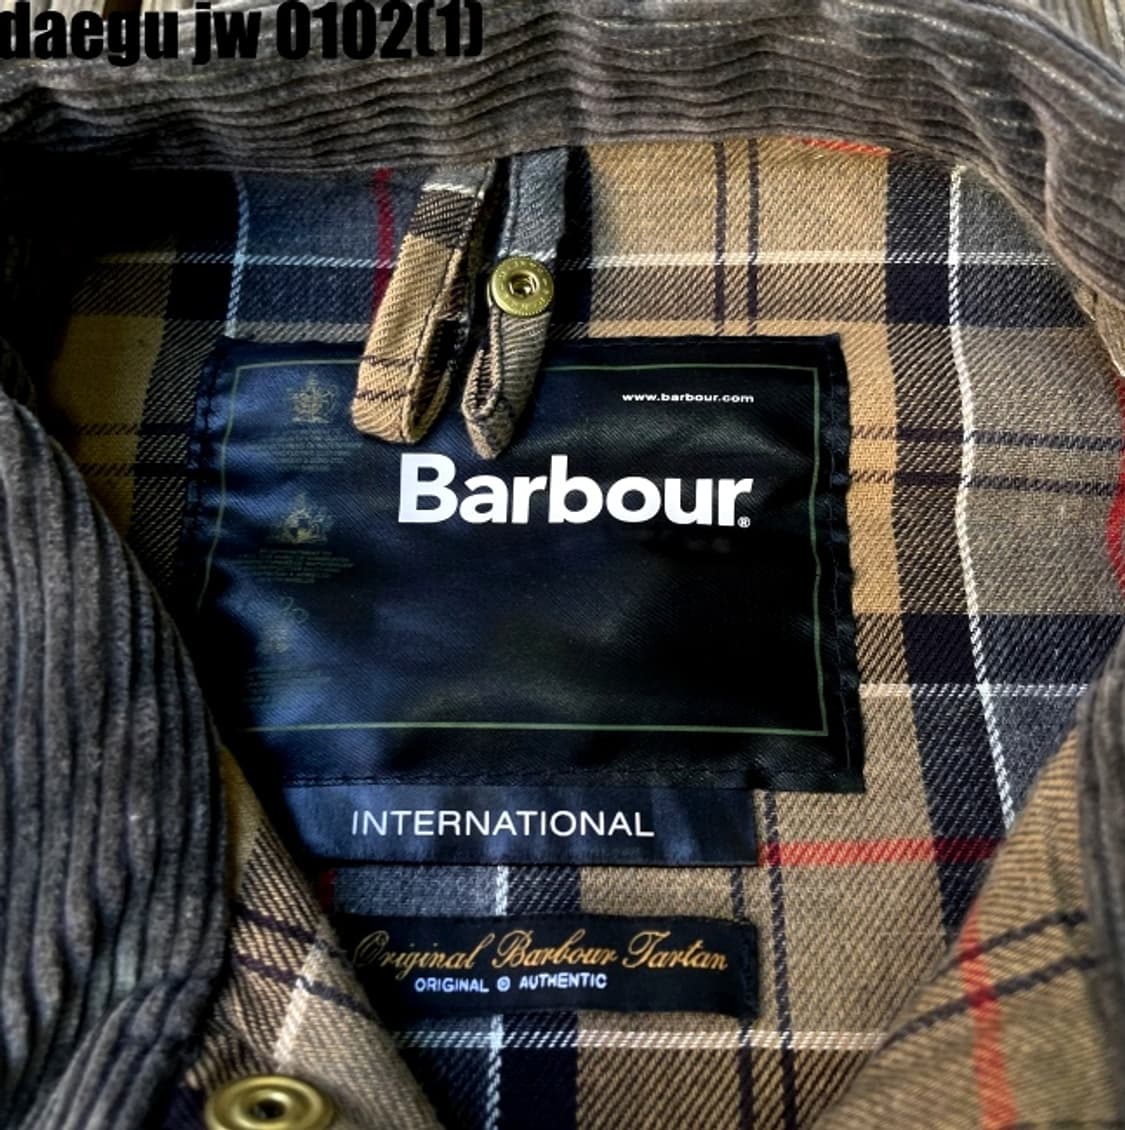 daegu jw 0102(1)
www.barbour.com
Barbour®
INTERNATIONAL
Original Barbour Tartan
ORIGINAL © AUTHENTIC